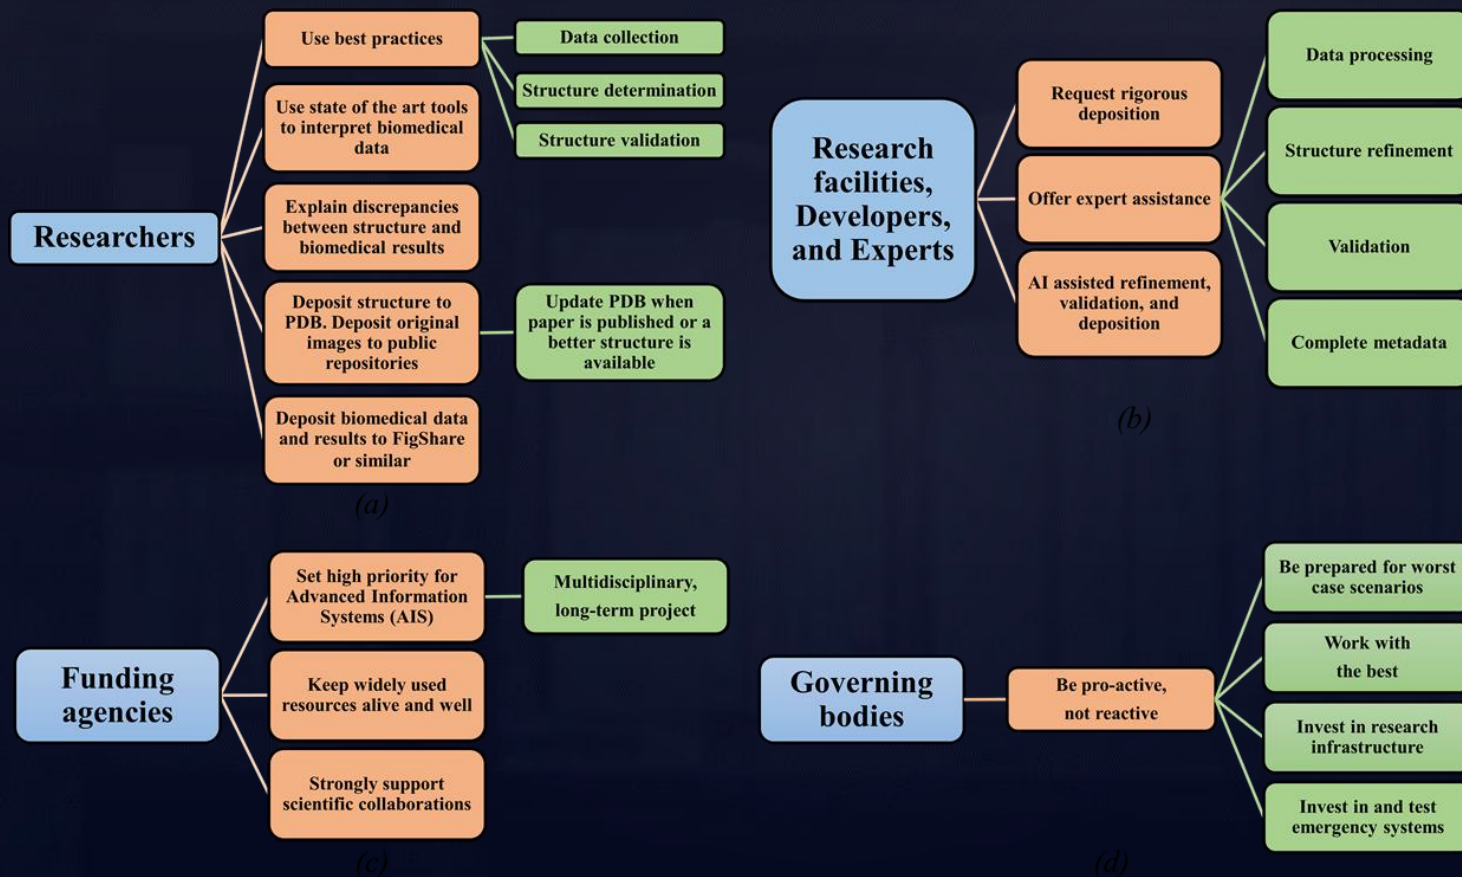 Researchers
Use best practices
Data collection
Structure determination
Structure validation
Use state of the art tools
to interpret biomedical
data
Explain discrepancies
between structure and
biomedical results
Deposit structure to
PDB. Deposit original
images to public
repositories
Update PDB when
paper is published or a
better structure is
available
Deposit biomedical data
and results to FigShare
or similar
(a)
Research
facilities,
Developers,
and Experts
Request rigorous
deposition
Offer expert assistance
AI assisted refinement,
validation, and
deposition
Data processing
Structure refinement
Validation
Complete metadata
(b)
Funding
agencies
Set high priority for
Advanced Information
Systems (AIS)
Multidisciplinary,
long-term project
Keep widely used
resources alive and well
Strongly support
scientific collaborations
(c)
Governing
bodies
Be pro-active,
not reactive
Be prepared for worst
case scenarios
Work with
the best
Invest in research
infrastructure
Invest in and test
emergency systems
(d)